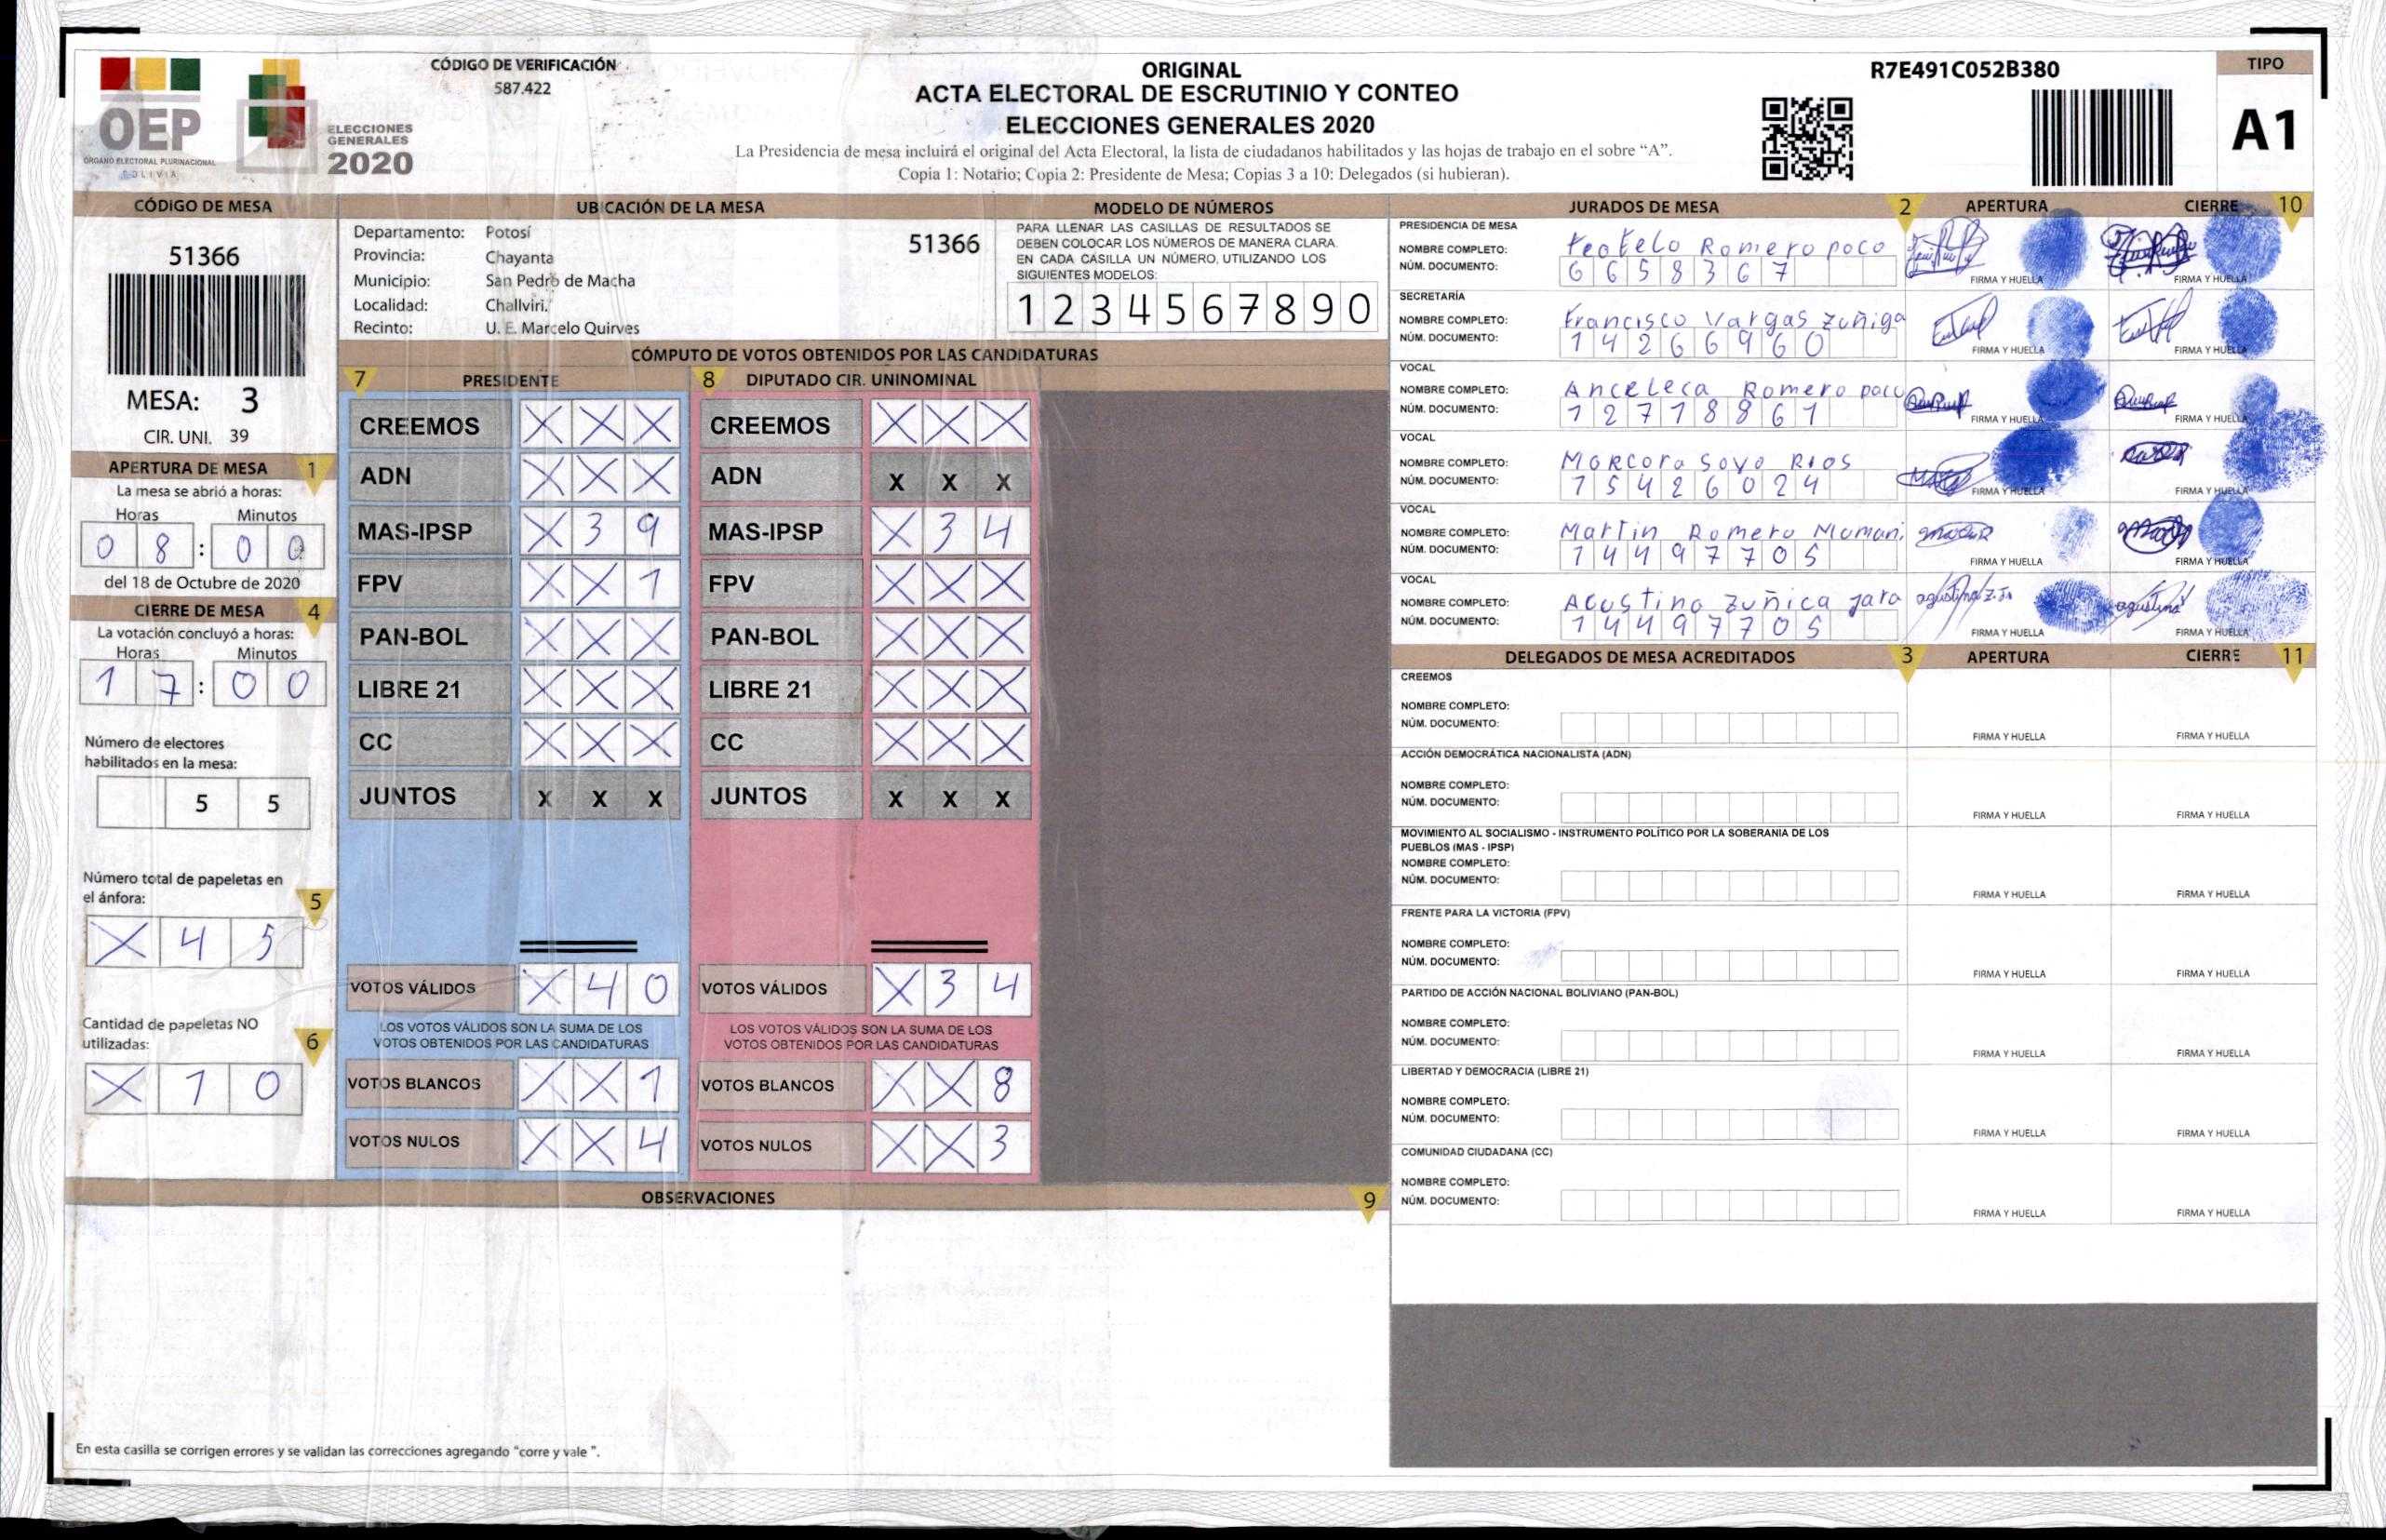 OEP
ÓRGANO ELECTORAL PLURINACIONAL
BOLIVIA
ELECCIONES
GENERALES
2020
CÓDIGO DE VERIFICACIÓN
587.422
ORIGINAL
ACTA ELECTORAL DE ESCRUTINIO Y CONTEO
ELECCIONES GENERALES 2020
La Presidencia de mesa incluirá el original del Acta Electoral, la lista de ciudadanos habilitados y las hojas de trabajo en el sobre “A”.
Copia 1: Notario; Copia 2: Presidente de Mesa; Copias 3 a 10: Delegados (si hubieran).
R7E491C052B380
TIPO
A1
CÓDIGO DE MESA
51366
MESA: 3
CIR. UNI. 39
APERTURA DE MESA 1
La mesa se abrió a horas:
Horas Minutos
0 8 : 0 0
del 18 de Octubre de 2020
CIERRE DE MESA 4
La votación concluyó a horas:
Horas Minutos
1 7 : 0 0
Número de electores
habilitados en la mesa:
5 5
Número total de papeletas en
el ánfora: 5
X 4 5
Cantidad de papeletas NO
utilizadas: 6
X 1 0
UBICACIÓN DE LA MESA
Departamento: Potosí
51366
Provincia: Chayanta
Municipio: San Pedro de Macha
Localidad: Challviri.
Recinto: U. E. Marcelo Quirves
MODELO DE NÚMEROS
PARA LLENAR LAS CASILLAS DE RESULTADOS SE
DEBEN COLOCAR LOS NÚMEROS DE MANERA CLARA.
EN CADA CASILLA UN NÚMERO, UTILIZANDO LOS
SIGUIENTES MODELOS:
1 2 3 4 5 6 7 8 9 0
CÓMPUTO DE VOTOS OBTENIDOS POR LAS CANDIDATURAS
7 PRESIDENTE
CREEMOS X X X
ADN X X X
MAS-IPSP X 3 9
FPV X X 1
PAN-BOL X X X
LIBRE 21 X X X
CC X X X
JUNTOS X X X
VOTOS VÁLIDOS X 4 0
LOS VOTOS VÁLIDOS SON LA SUMA DE LOS
VOTOS OBTENIDOS POR LAS CANDIDATURAS
VOTOS BLANCOS X X 1
VOTOS NULOS X X 4
8 DIPUTADO CIR. UNINOMINAL
CREEMOS X X X
ADN X X X
MAS-IPSP X 3 4
FPV X X X
PAN-BOL X X X
LIBRE 21 X X X
CC X X X
JUNTOS X X X
VOTOS VÁLIDOS X 3 4
LOS VOTOS VÁLIDOS SON LA SUMA DE LOS
VOTOS OBTENIDOS POR LAS CANDIDATURAS
VOTOS BLANCOS X X 8
VOTOS NULOS X X 3
OBSERVACIONES 9
En esta casilla se corrigen errores y se validan las correcciones agregando “corre y vale ”.
JURADOS DE MESA 2 APERTURA CIERRE 10
PRESIDENCIA DE MESA
NOMBRE COMPLETO: Romero poco
NÚM. DOCUMENTO: 6 6 5 8 3 6 7
FIRMA Y HUELLA FIRMA Y HUELLA
SECRETARÍA
NOMBRE COMPLETO: Francisco Vargas Zuñiga
NÚM. DOCUMENTO: 1 4 2 6 6 9 6 0
FIRMA Y HUELLA FIRMA Y HUELLA
VOCAL
NOMBRE COMPLETO: Anceleca Romero poco
NÚM. DOCUMENTO: 1 2 7 1 8 8 6 1
FIRMA Y HUELLA FIRMA Y HUELLA
VOCAL
NOMBRE COMPLETO: Rios
NÚM. DOCUMENTO: 1 5 4 2 6 0 2 4
FIRMA Y HUELLA FIRMA Y HUELLA
VOCAL
NOMBRE COMPLETO: Martin Romero Mamani
NÚM. DOCUMENTO: 1 4 4 9 7 7 0 5
FIRMA Y HUELLA FIRMA Y HUELLA
VOCAL
NOMBRE COMPLETO: Agustina Zuñica Jara agustina Z.J. agustina
NÚM. DOCUMENTO: 1 4 4 9 7 7 0 5
FIRMA Y HUELLA FIRMA Y HUELLA
DELEGADOS DE MESA ACREDITADOS 3 APERTURA CIERRE 11
CREEMOS
NOMBRE COMPLETO:
NÚM. DOCUMENTO:
FIRMA Y HUELLA FIRMA Y HUELLA
ACCIÓN DEMOCRÁTICA NACIONALISTA (ADN)
NOMBRE COMPLETO:
NÚM. DOCUMENTO:
FIRMA Y HUELLA FIRMA Y HUELLA
MOVIMIENTO AL SOCIALISMO - INSTRUMENTO POLÍTICO POR LA SOBERANIA DE LOS
PUEBLOS (MAS - IPSP)
NOMBRE COMPLETO:
NÚM. DOCUMENTO:
FIRMA Y HUELLA FIRMA Y HUELLA
FRENTE PARA LA VICTORIA (FPV)
NOMBRE COMPLETO:
NÚM. DOCUMENTO:
FIRMA Y HUELLA FIRMA Y HUELLA
PARTIDO DE ACCIÓN NACIONAL BOLIVIANO (PAN-BOL)
NOMBRE COMPLETO:
NÚM. DOCUMENTO:
FIRMA Y HUELLA FIRMA Y HUELLA
LIBERTAD Y DEMOCRACIA (LIBRE 21)
NOMBRE COMPLETO:
NÚM. DOCUMENTO:
FIRMA Y HUELLA FIRMA Y HUELLA
COMUNIDAD CIUDADANA (CC)
NOMBRE COMPLETO:
NÚM. DOCUMENTO:
FIRMA Y HUELLA FIRMA Y HUELLA